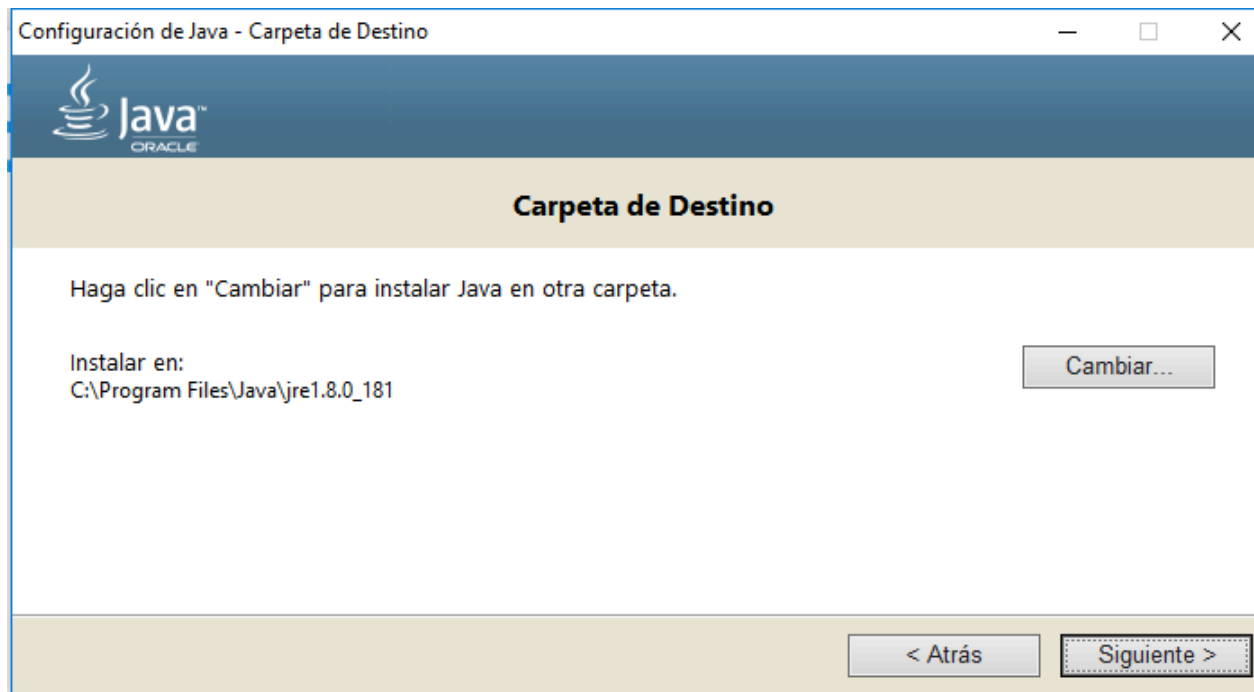 Configuración de Java - Carpeta de Destino
Java™
ORACLE
Carpeta de Destino
Haga clic en "Cambiar" para instalar Java en otra carpeta.
Instalar en:
Cambiar...
C:\Program Files\Java\jre1.8.0_181
< Atrás
Siguiente >